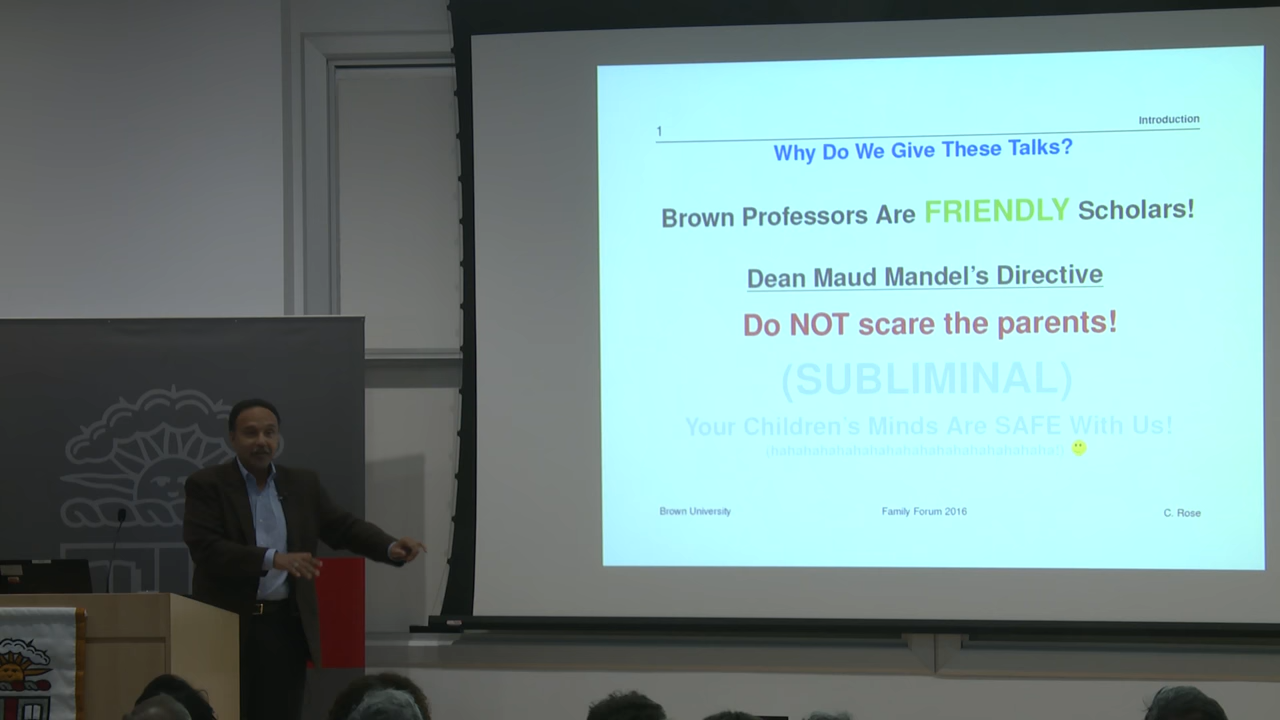 1
Introduction
Why Do We Give These Talks?
Brown Professors Are FRIENDLY Scholars!
Dean Maud Mandel's Directive
Do NOT scare the parents!
(SUBLIMINAL)
Your Children's Minds Are SAFE With Us!
Brown University
Family Forum 2016
C. Rose